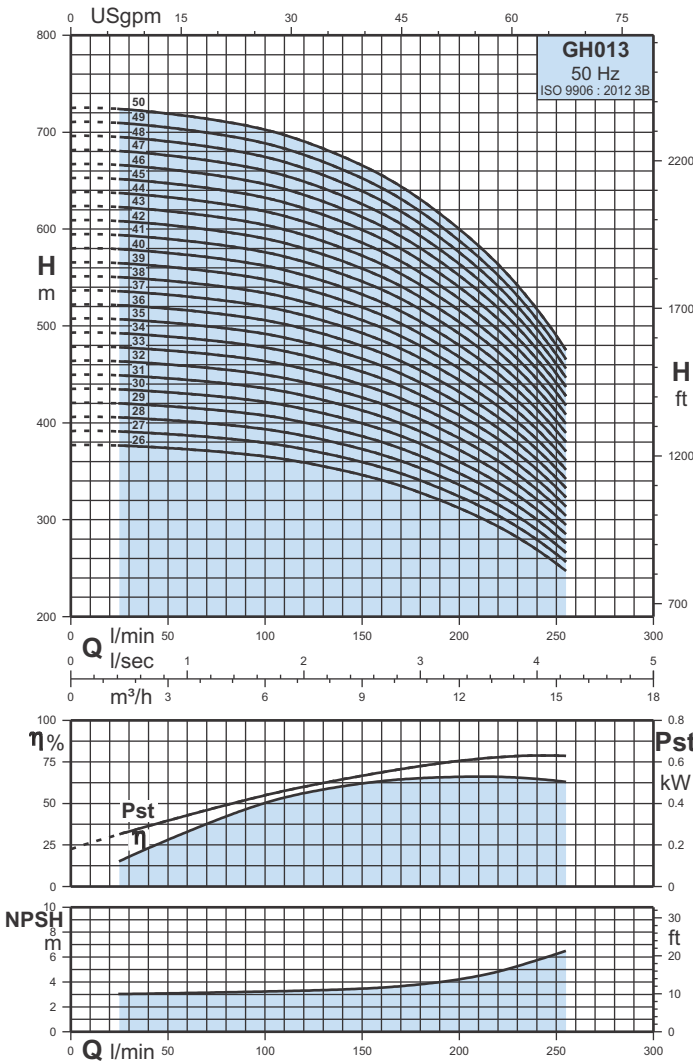 0 USgpm 15 30 45 60 75
800
GH013
50 Hz
ISO 9906 : 2012 3B
50
49
700
48
47
46
2200
45
44
43
42
600
41
40
H
39
m
38
37
36
500
35
1700
34
33
32
H
31
ft
30
400
29
28
27
26
1200
300
200
700
0 Q l/min 50 100 150 200 250 300
0 l/sec 1 2 3 4 5
0 m³/h 3 6 9 12 15 18
100
0.8
η %
Pst
75
0.6
kW
50
0.4
Pst
η
25
0.2
0
0
10
NPSH
30
m
8
ft
6
20
4
10
2
0
0
0 Q l/min 50 100 150 200 250 300